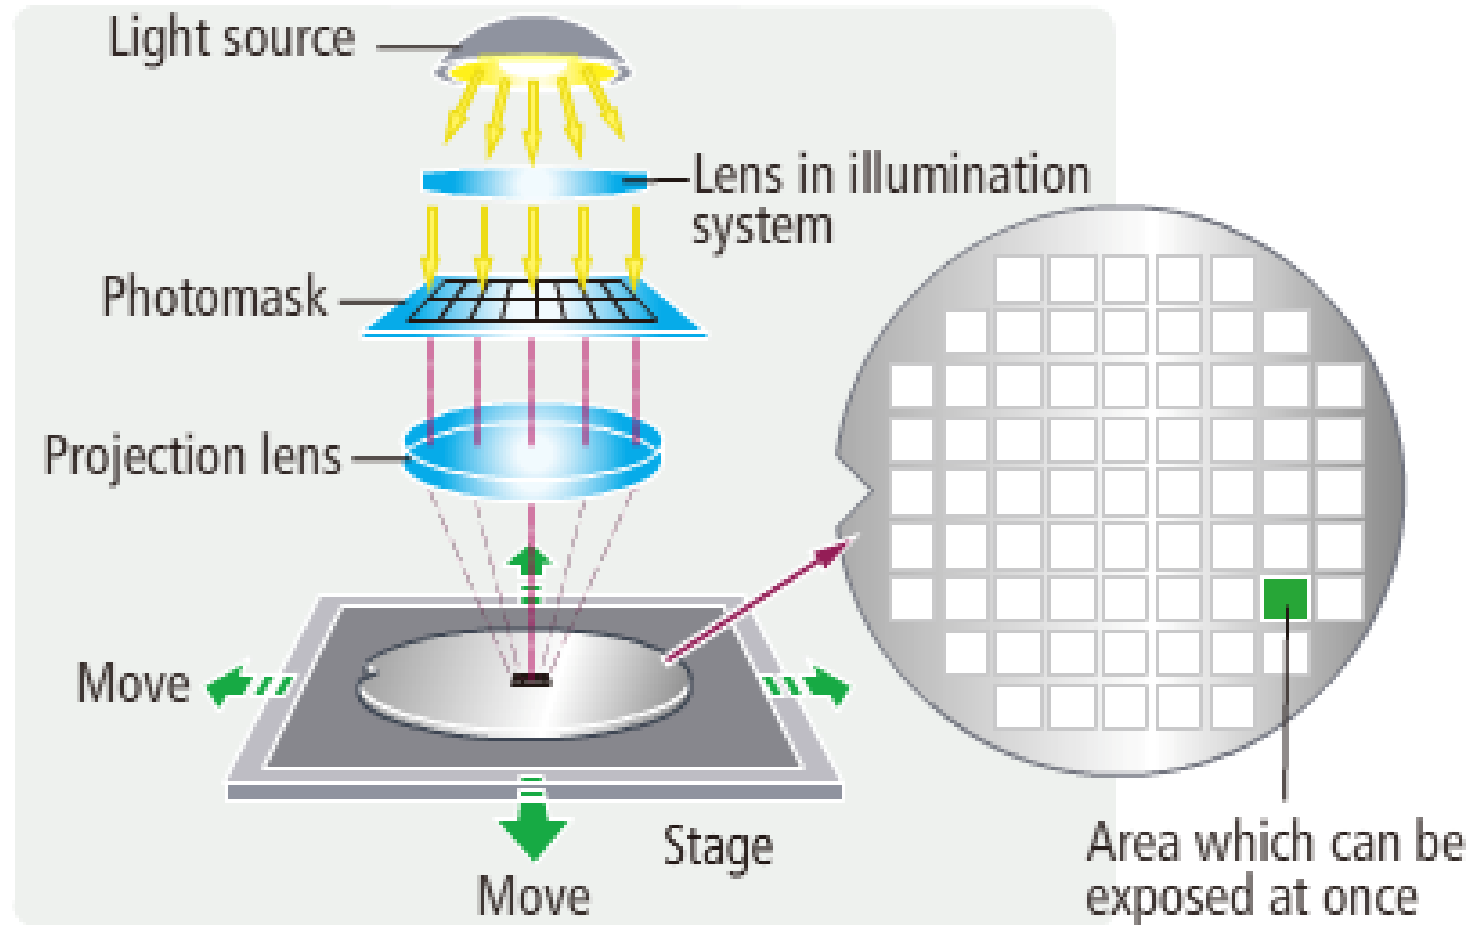 Light source
Lens in illumination
system
Photomask
Projection lens
Move
Stage
Move
Area which can be
exposed at once